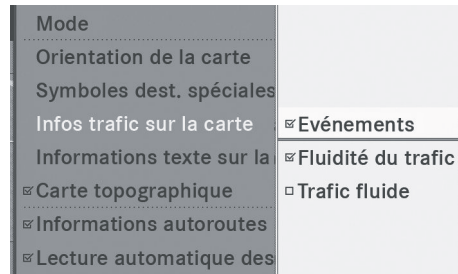 Mode
Orientation de la carte
Symboles dest. spéciales
Infos trafic sur la carte
Informations texte sur la
Carte topographique
Informations autoroutes
Lecture automatique des
Evénements
Fluidité du trafic
Trafic fluide